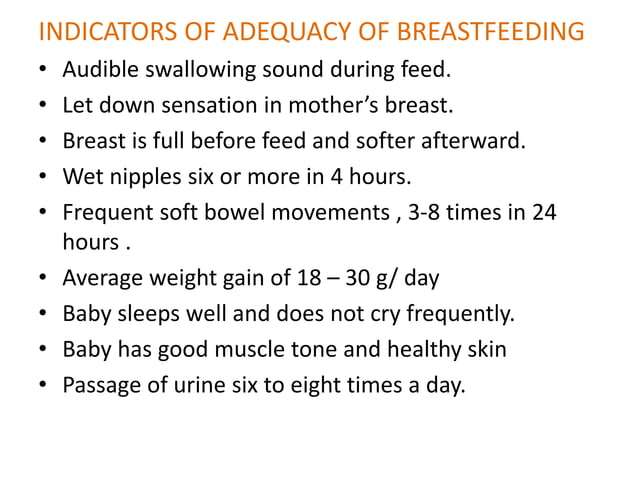 INDICATORS OF ADEQUACY OF BREASTFEEDING
• Audible swallowing sound during feed.
• Let down sensation in mother’s breast.
• Breast is full before feed and softer afterward.
• Wet nipples six or more in 4 hours.
• Frequent soft bowel movements , 3-8 times in 24
hours .
• Average weight gain of 18 – 30 g/ day
• Baby sleeps well and does not cry frequently.
• Baby has good muscle tone and healthy skin
• Passage of urine six to eight times a day.